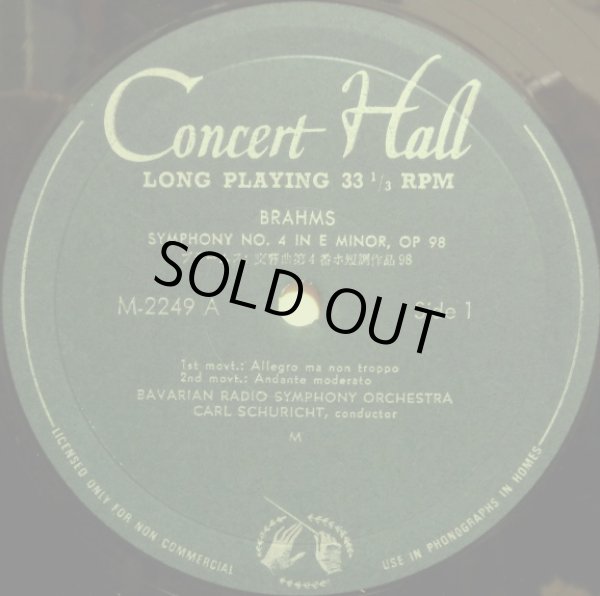 Concert Hall
LONG PLAYING 33 1/3 RPM
BRAHMS
SYMPHONY NO. 4 IN E MINOR, OP 98
交響曲第4番ホ短調作品98
M-2249 A
Side 1
SOLD OUT
1st movt.: Allegro ma non troppo
2nd movt.: Andante moderato
BAVARIAN RADIO SYMPHONY ORCHESTRA
CARL SCHURICHT, conductor
M
LICENSED ONLY FOR NON COMMERCIAL
USE IN PHONOGRAPHS IN HOMES